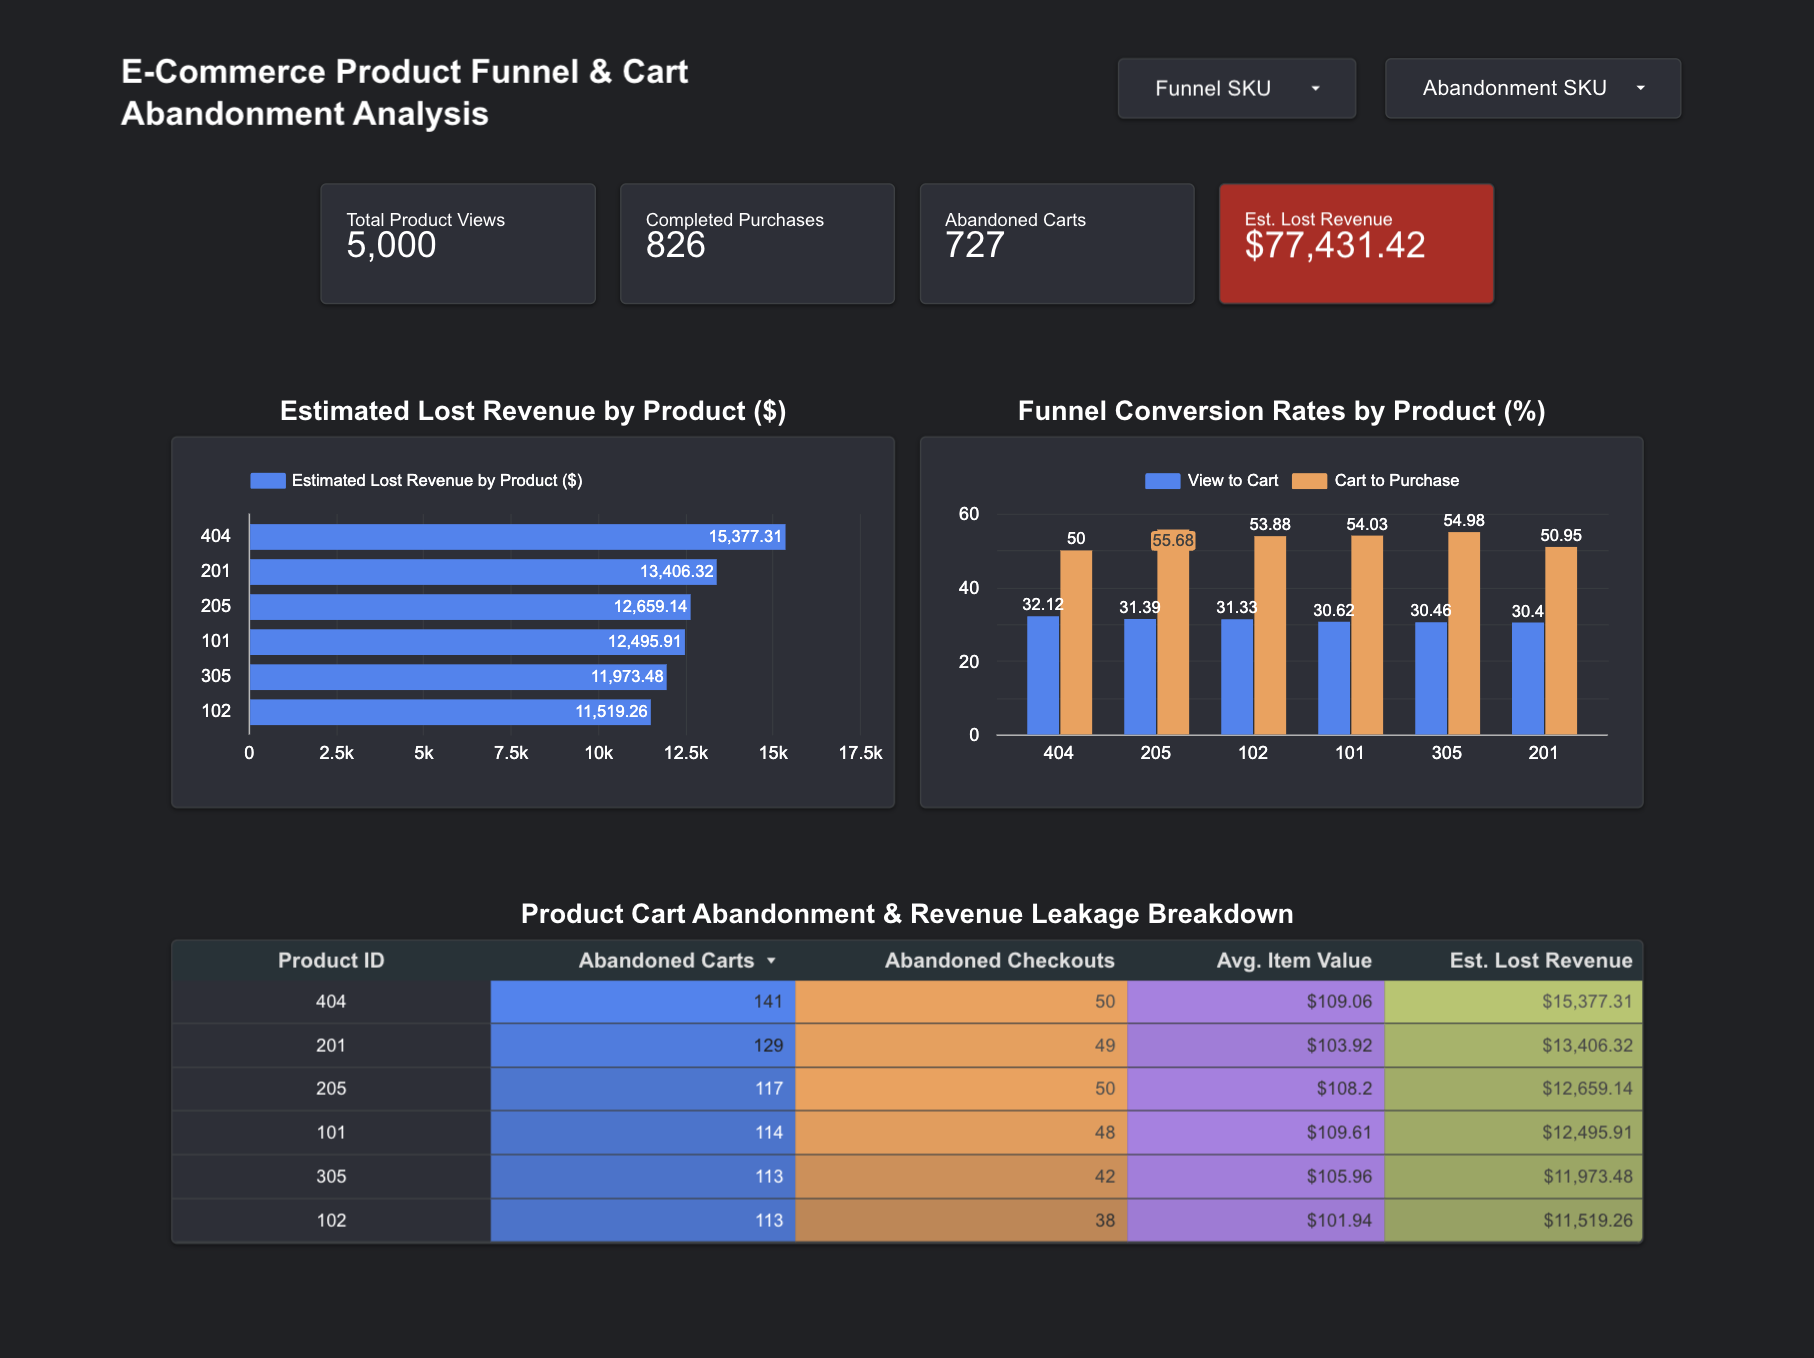 E-Commerce Product Funnel & Cart
Abandonment Analysis
Funnel SKU
Abandonment SKU
Total Product Views
5,000
Completed Purchases
826
Abandoned Carts
727
Est. Lost Revenue
$77,431.42
Estimated Lost Revenue by Product ($)
Estimated Lost Revenue by Product ($)
404 15,377.31
201 13,406.32
205 12,659.14
101 12,495.91
305 11,973.48
102 11,519.26
0 2.5k 5k 7.5k 10k 12.5k 15k 17.5k
Funnel Conversion Rates by Product (%)
View to Cart Cart to Purchase
60
40
20
0
32.12 50 31.39 55.68 31.33 53.88 30.62 54.03 30.46 54.98 30.4 50.95
404 205 102 101 305 201
Product Cart Abandonment & Revenue Leakage Breakdown
Product ID Abandoned Carts Abandoned Checkouts Avg. Item Value Est. Lost Revenue
404 141 50 $109.06 $15,377.31
201 129 49 $103.92 $13,406.32
205 117 50 $108.2 $12,659.14
101 114 48 $109.61 $12,495.91
305 113 42 $105.96 $11,973.48
102 113 38 $101.94 $11,519.26